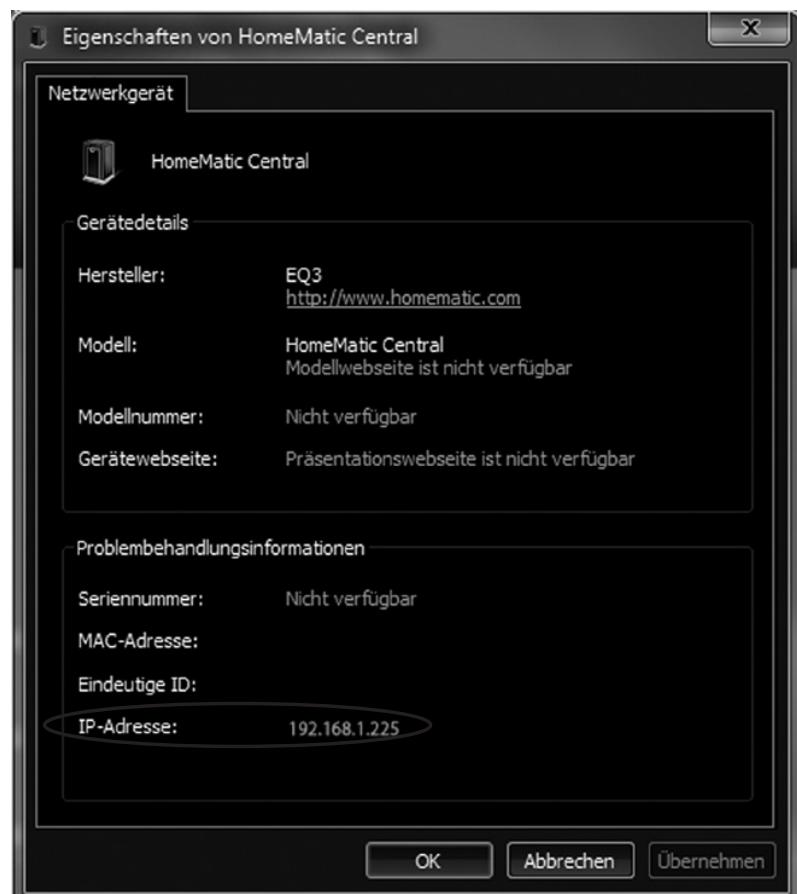 Eigenschaften von HomeMatic Central
Netzwerkgerät
HomeMatic Central
Gerätedetails
Hersteller: EQ3
http://www.homematic.com
Modell: HomeMatic Central
Modellwebseite ist nicht verfügbar
Modellnummer: Nicht verfügbar
Gerätewebseite: Präsentationswebseite ist nicht verfügbar
Problembehandlungsinformationen
Seriennummer: Nicht verfügbar
MAC-Adresse:
Eindeutige ID:
IP-Adresse: 192.168.1.225
OK Abbrechen Übernehmen